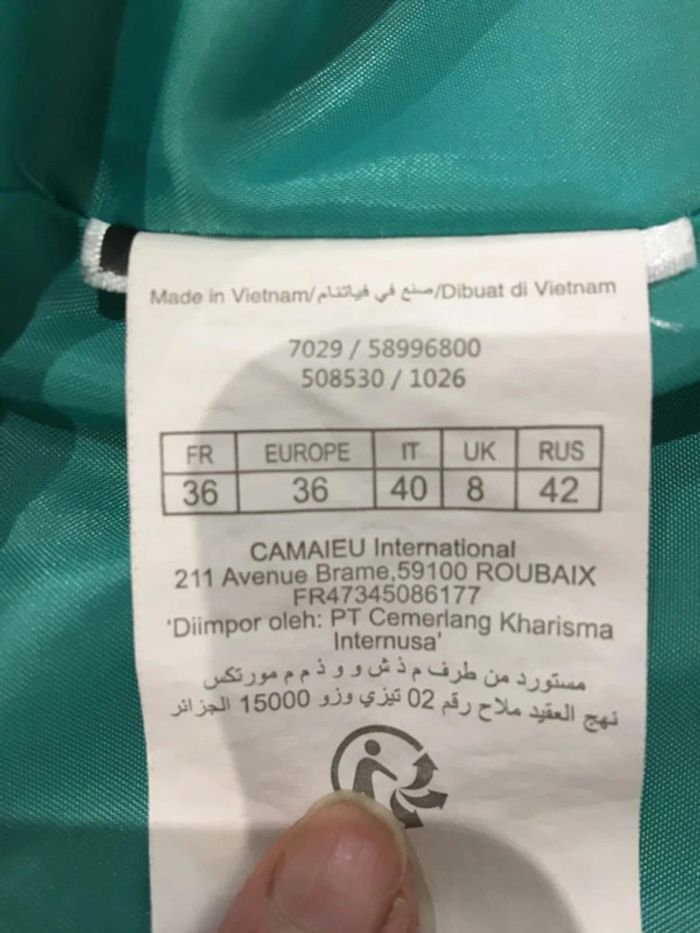 Made in Vietnam/صنع في فياتنام/Dibuat di Vietnam
7029 / 58996800
508530 / 1026
FR EUROPE IT UK RUS
36 36 40 8 42
CAMAIEU International
211 Avenue Brame,59100 ROUBAIX
FR47345086177
'Diimpor oleh: PT Cemerlang Kharisma
Internusa'
مستورد من طرف م ذ ش و و ذ م م مورتكس
نهج العقيد ملاح رقم 02 تيزي وزو 15000 الجزائر